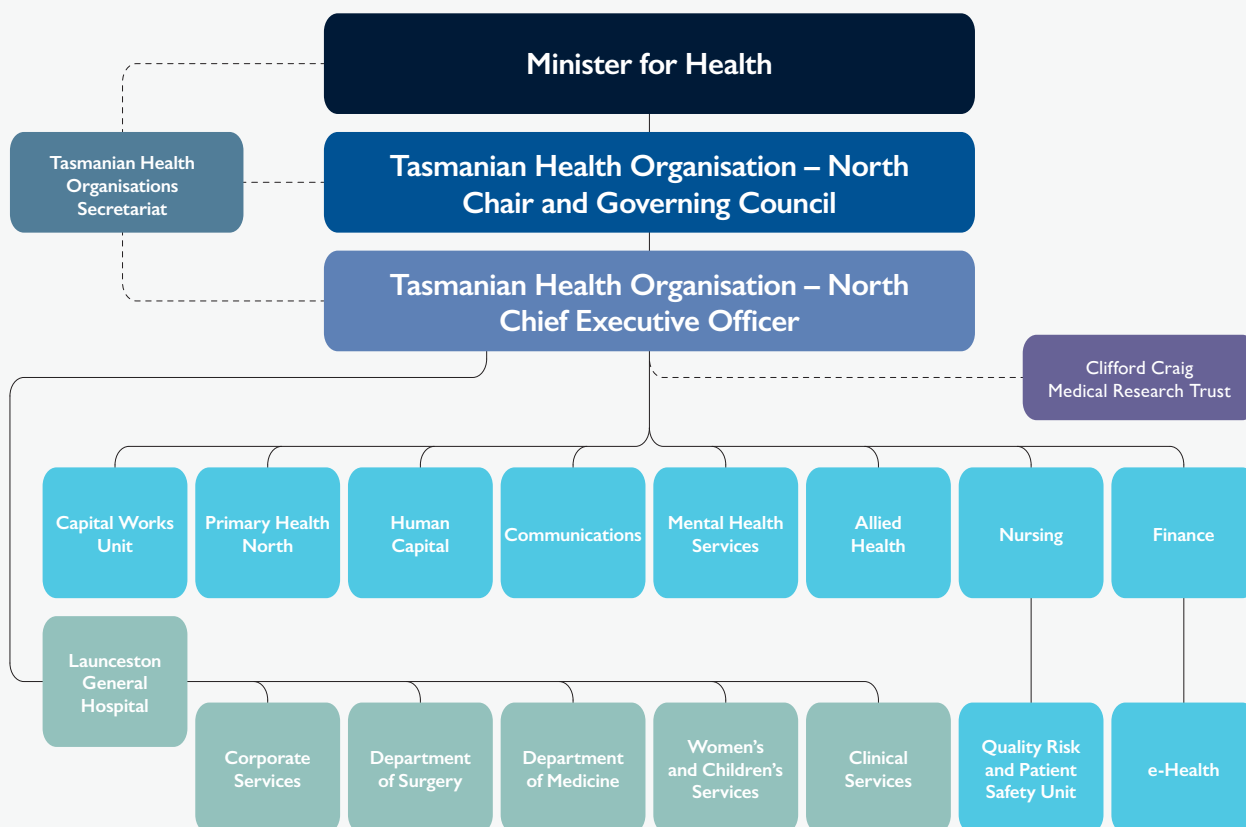 Minister for Health
Tasmanian Health
Organisations
Secretariat
Tasmanian Health Organisation – North
Chair and Governing Council
Tasmanian Health Organisation – North
Chief Executive Officer
Clifford Craig
Medical Research Trust
Capital Works
Unit
Primary Health
North
Human
Capital
Communications
Mental Health
Services
Allied
Health
Nursing
Finance
Launceston
General
Hospital
Corporate
Services
Department
of Surgery
Department
of Medicine
Women's
and Children's
Services
Clinical
Services
Quality Risk
and Patient
Safety Unit
e-Health